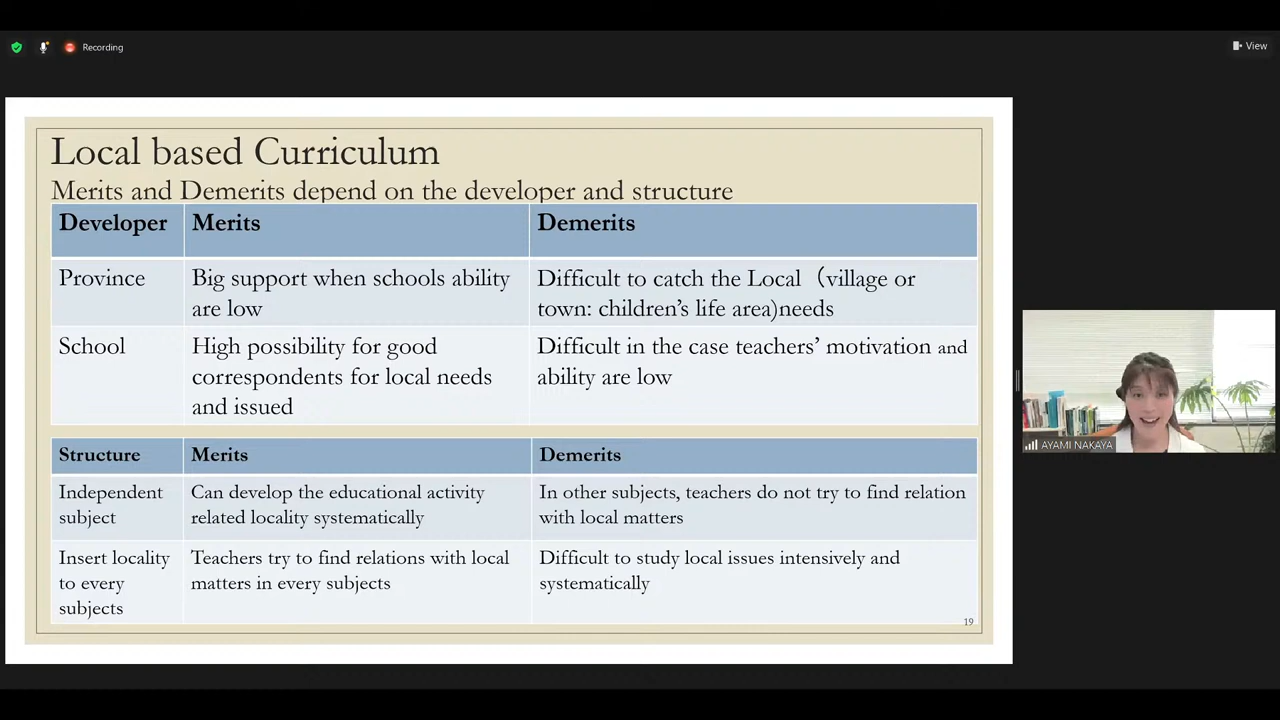 Recording
View
Local based Curriculum
Merits and Demerits depend on the developer and structure
Developer Merits Demerits
Province Big support when schools ability Difficult to catch the Local（village or
are low town: children's life area)needs
School High possibility for good Difficult in the case teachers' motivation and
correspondents for local needs ability are low
and issued
Structure Merits Demerits
Independent Can develop the educational activity In other subjects, teachers do not try to find relation
subject related locality systematically with local matters
Insert locality Teachers try to find relations with local Difficult to study local issues intensively and
to every matters in every subjects systematically
subjects
19
AYAMI NAKAYA